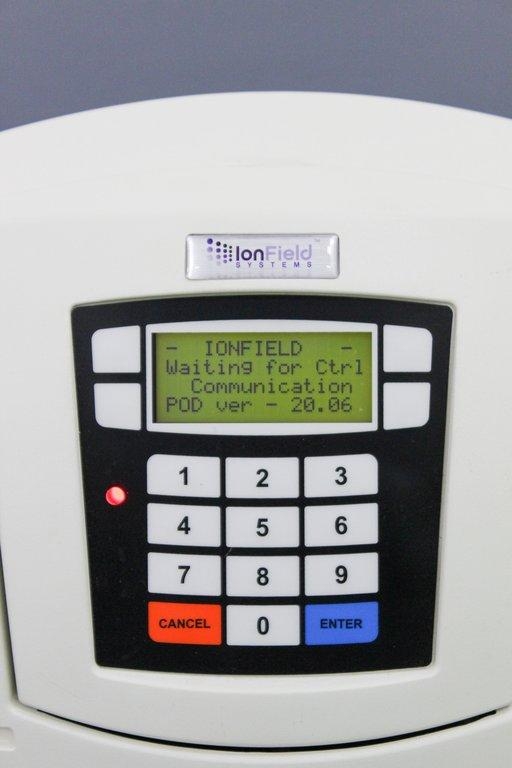 IonField™
SYSTEMS
- IONFIELD -
Waiting for Ctrl
Communication
POD ver - 20.06
1 2 3
4 5 6
7 8 9
CANCEL 0 ENTER